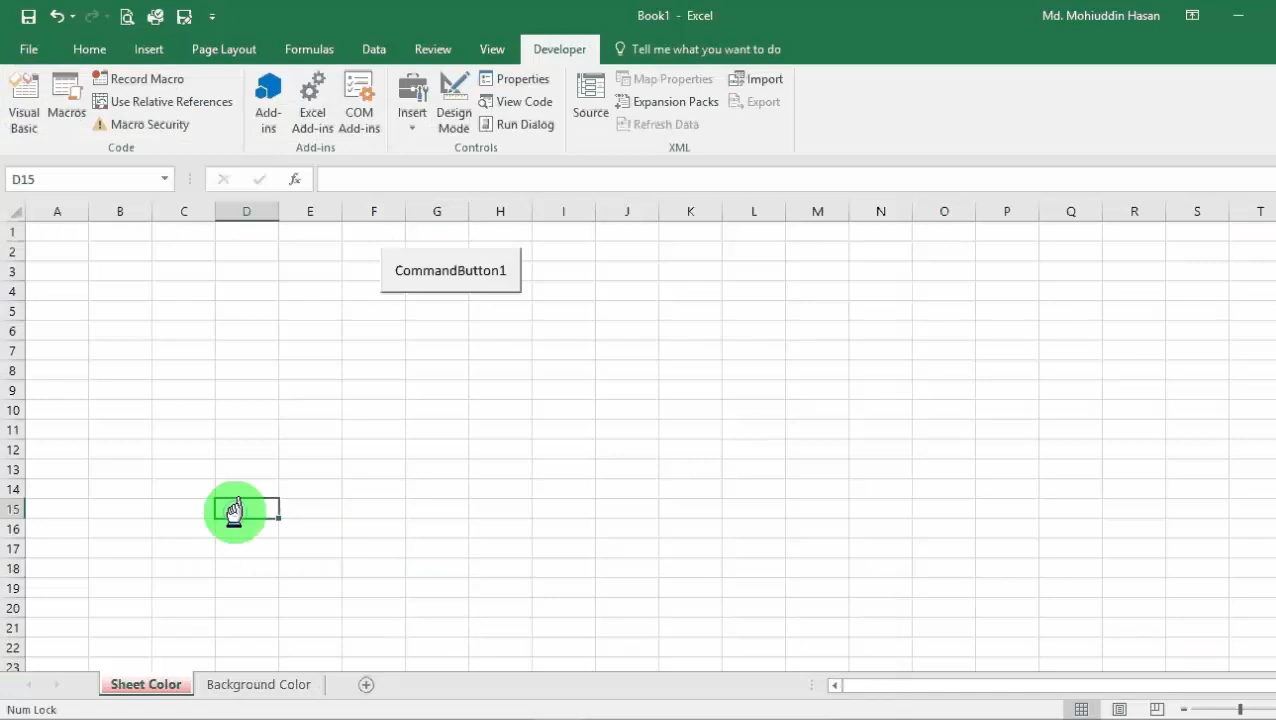 Book1 - Excel
Md. Mohiuddin Hasan
File Home Insert Page Layout Formulas Data Review View Developer Tell me what you want to do
Visual Basic
Macros
Record Macro
Use Relative References
Macro Security
Code
Add-ins
Excel Add-ins
COM Add-ins
Add-ins
Insert
Design Mode
Properties
View Code
Run Dialog
Controls
Source
Map Properties
Expansion Packs
Refresh Data
Import
Export
XML
D15
fx
A B C D E F G H I J K L M N O P Q R S T
1
2
3
4
5
6
7
8
9
10
11
12
13
14
15
16
17
18
19
20
21
22
23
CommandButton1
Sheet Color Background Color
Num Lock